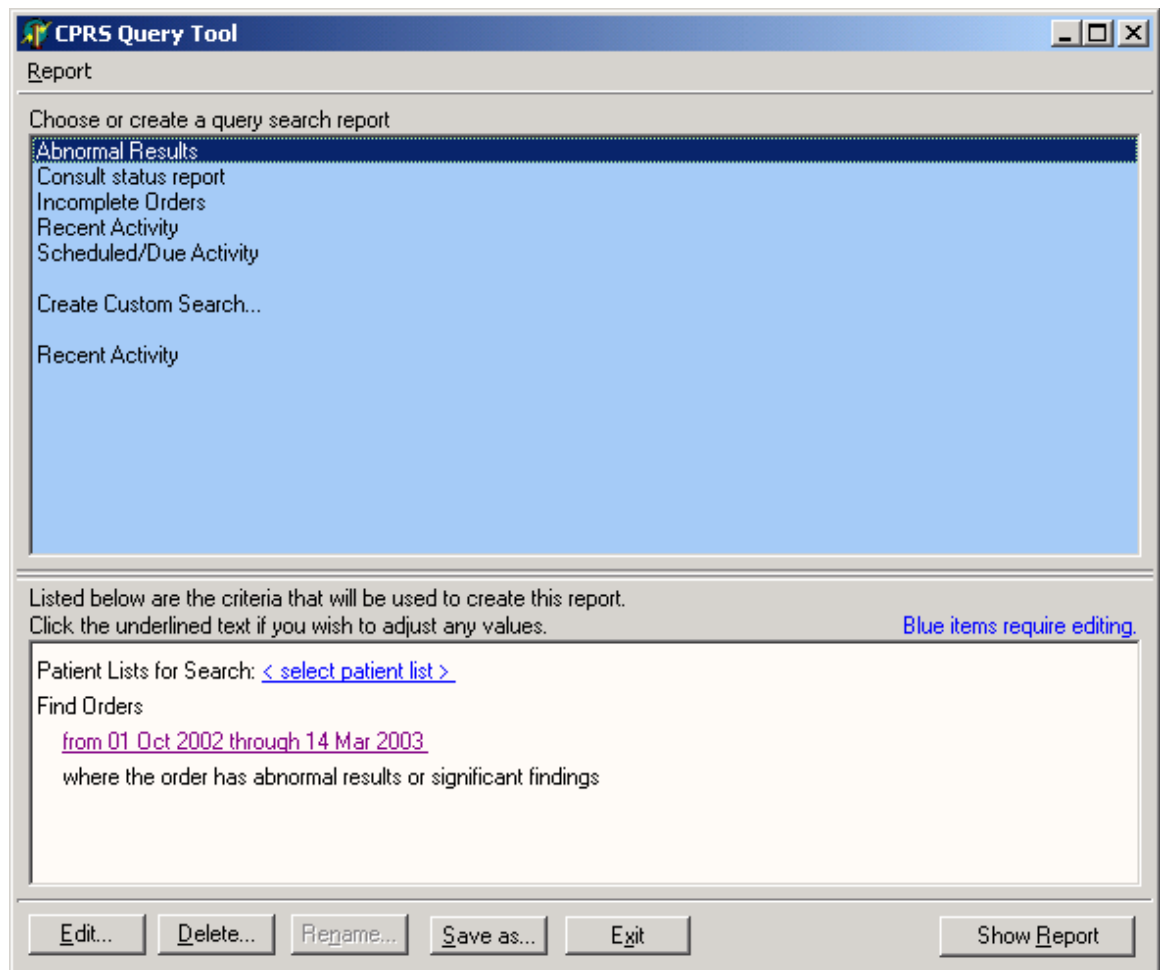 CPRS Query Tool
Report
Choose or create a query search report
Abnormal Results
Consult status report
Incomplete Orders
Recent Activity
Scheduled/Due Activity
Create Custom Search...
Recent Activity
Listed below are the criteria that will be used to create this report.
Click the underlined text if you wish to adjust any values. Blue items require editing.
Patient Lists for Search: < select patient list >
Find Orders
from 01 Oct 2002 through 14 Mar 2003
where the order has abnormal results or significant findings
Edit... Delete... Rename... Save as... Exit Show Report